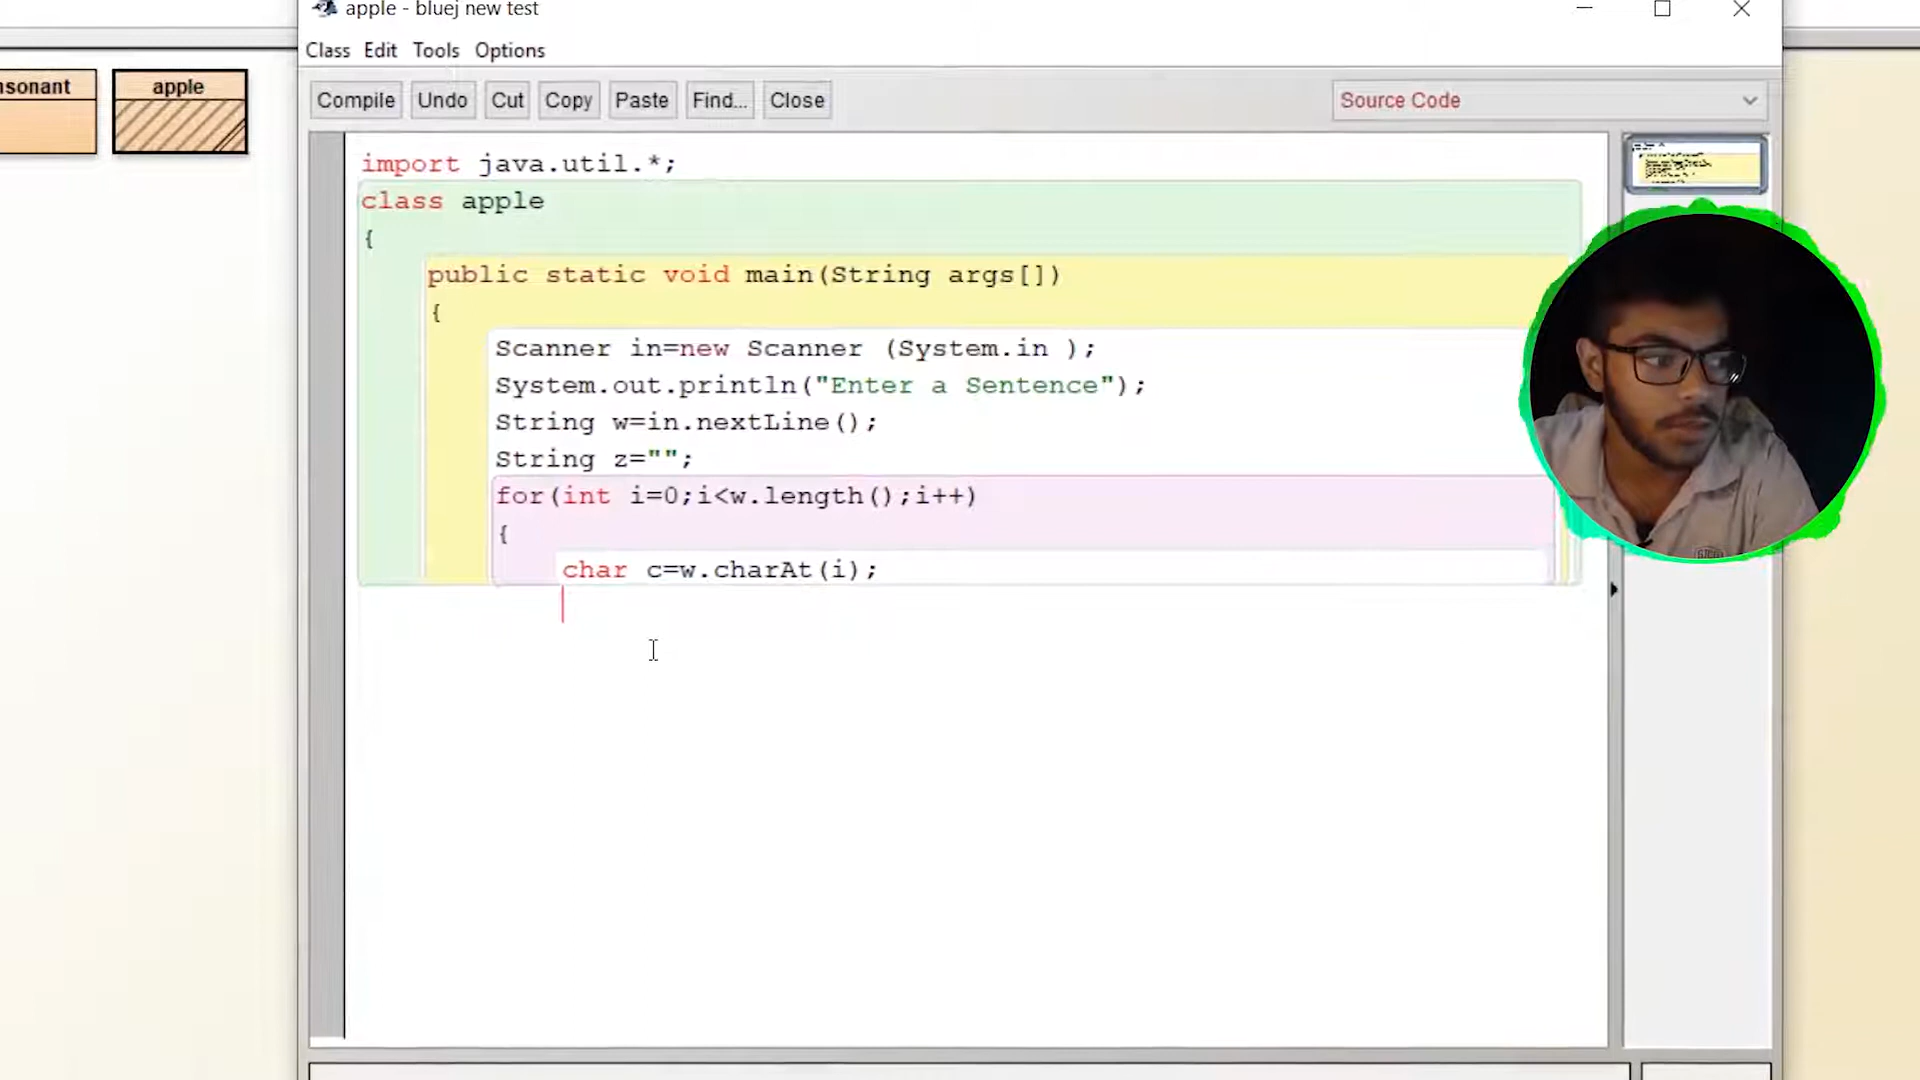 apple - bluej new test
Class Edit Tools Options
nsonant
apple
Compile Undo Cut Copy Paste Find... Close
Source Code
import java.util.*;
class apple
{
public static void main(String args[])
{
Scanner in=new Scanner (System.in );
System.out.println("Enter a Sentence");
String w=in.nextLine();
String z="";
for(int i=0;i<w.length();i++)
{
char c=w.charAt(i);